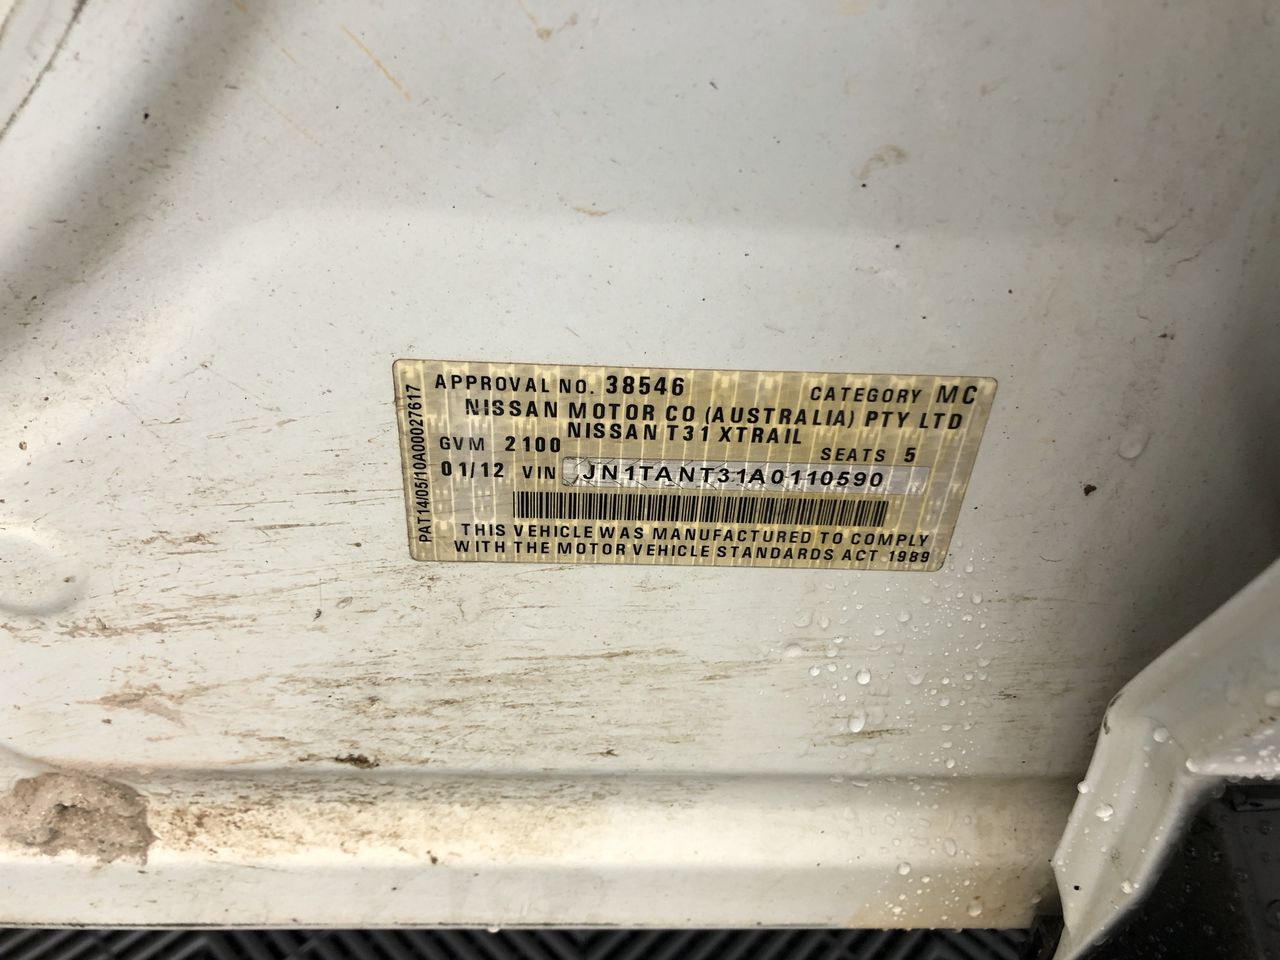 APPROVAL NO. 38546 CATEGORY MC
NISSAN MOTOR CO (AUSTRALIA) PTY LTD
NISSAN T31 XTRAIL
GVM 2100 SEATS 5
01/12 VIN JN1TANT31A0110590
THIS VEHICLE WAS MANUFACTURED TO COMPLY
WITH THE MOTOR VEHICLE STANDARDS ACT 1989
PAT14/05/10A00027617